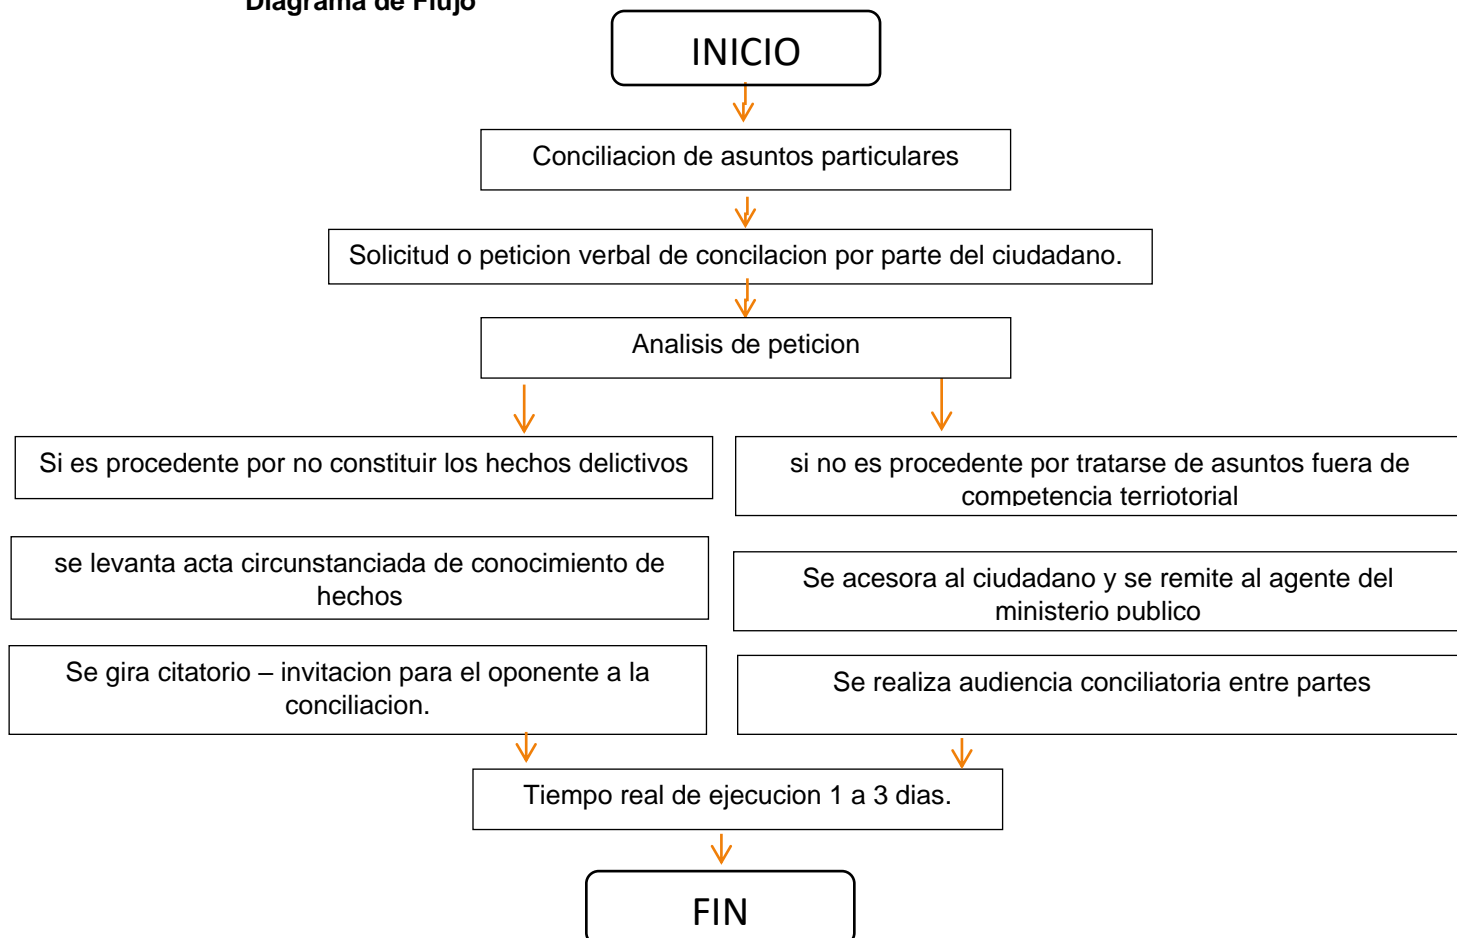 Diagrama de Flujo
INICIO
Conciliacion de asuntos particulares
Solicitud o peticion verbal de concilacion por parte del ciudadano.
Analisis de peticion
Si es procedente por no constituir los hechos delictivos
si no es procedente por tratarse de asuntos fuera de
competencia terriotorial
se levanta acta circunstanciada de conocimiento de
hechos
Se acesora al ciudadano y se remite al agente del
ministerio publico
Se gira citatorio – invitacion para el oponente a la
conciliacion.
Se realiza audiencia conciliatoria entre partes
Tiempo real de ejecucion 1 a 3 dias.
FIN